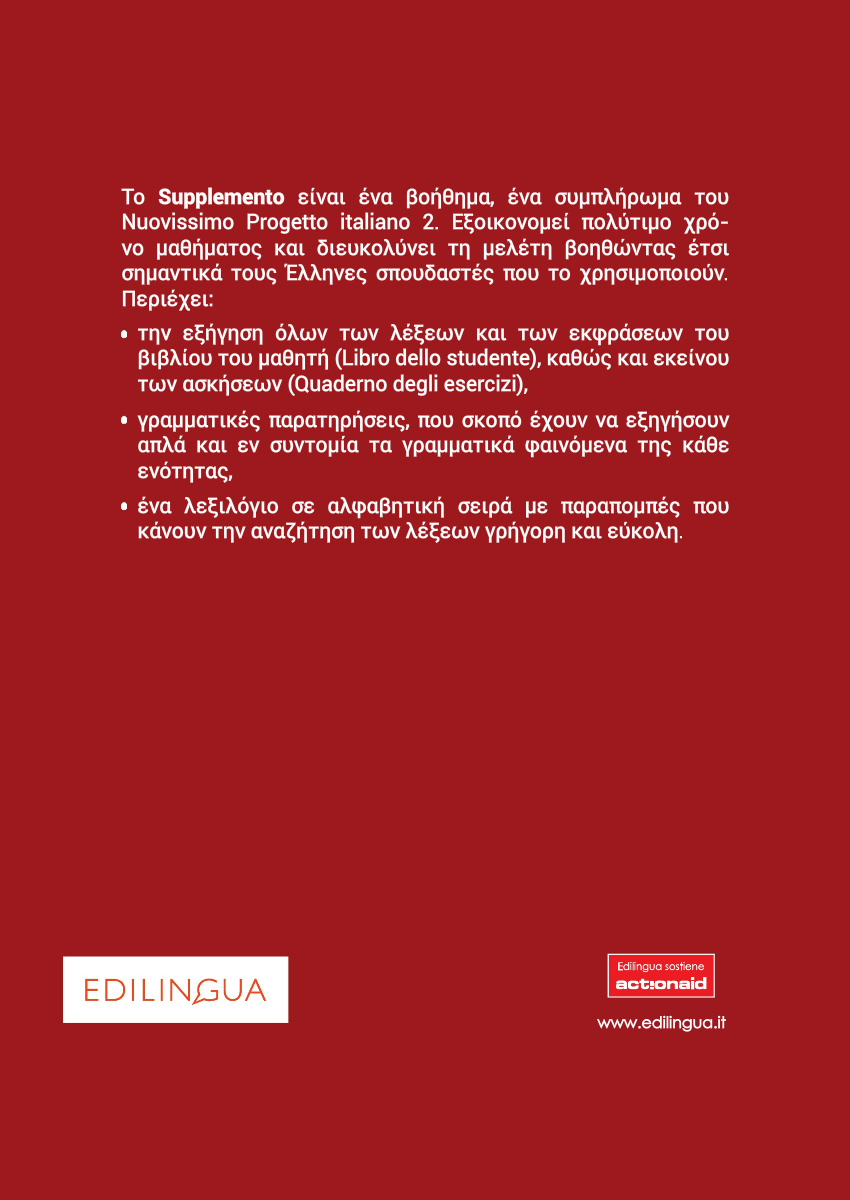 Το Supplemento είναι ένα βοήθημα, ένα συμπλήρωμα του
Nuovissimo Progetto italiano 2. Εξοικονομεί πολύτιμο χρό-
νο μαθήματος και διευκολύνει τη μελέτη βοηθώντας έτσι
σημαντικά τους Έλληνες σπουδαστές που το χρησιμοποιούν.
Περιέχει:
• την εξήγηση όλων των λέξεων και των εκφράσεων του
βιβλίου του μαθητή (Libro dello studente), καθώς και εκείνου
των ασκήσεων (Quaderno degli esercizi),
• γραμματικές παρατηρήσεις, που σκοπό έχουν να εξηγήσουν
απλά και εν συντομία τα γραμματικά φαινόμενα της κάθε
ενότητας,
• ένα λεξιλόγιο σε αλφαβητική σειρά με παραπομπές που
κάνουν την αναζήτηση των λέξεων γρήγορη και εύκολη.
EDILINGUA
Edilingua sostiene
act!onaid
www.edilingua.it